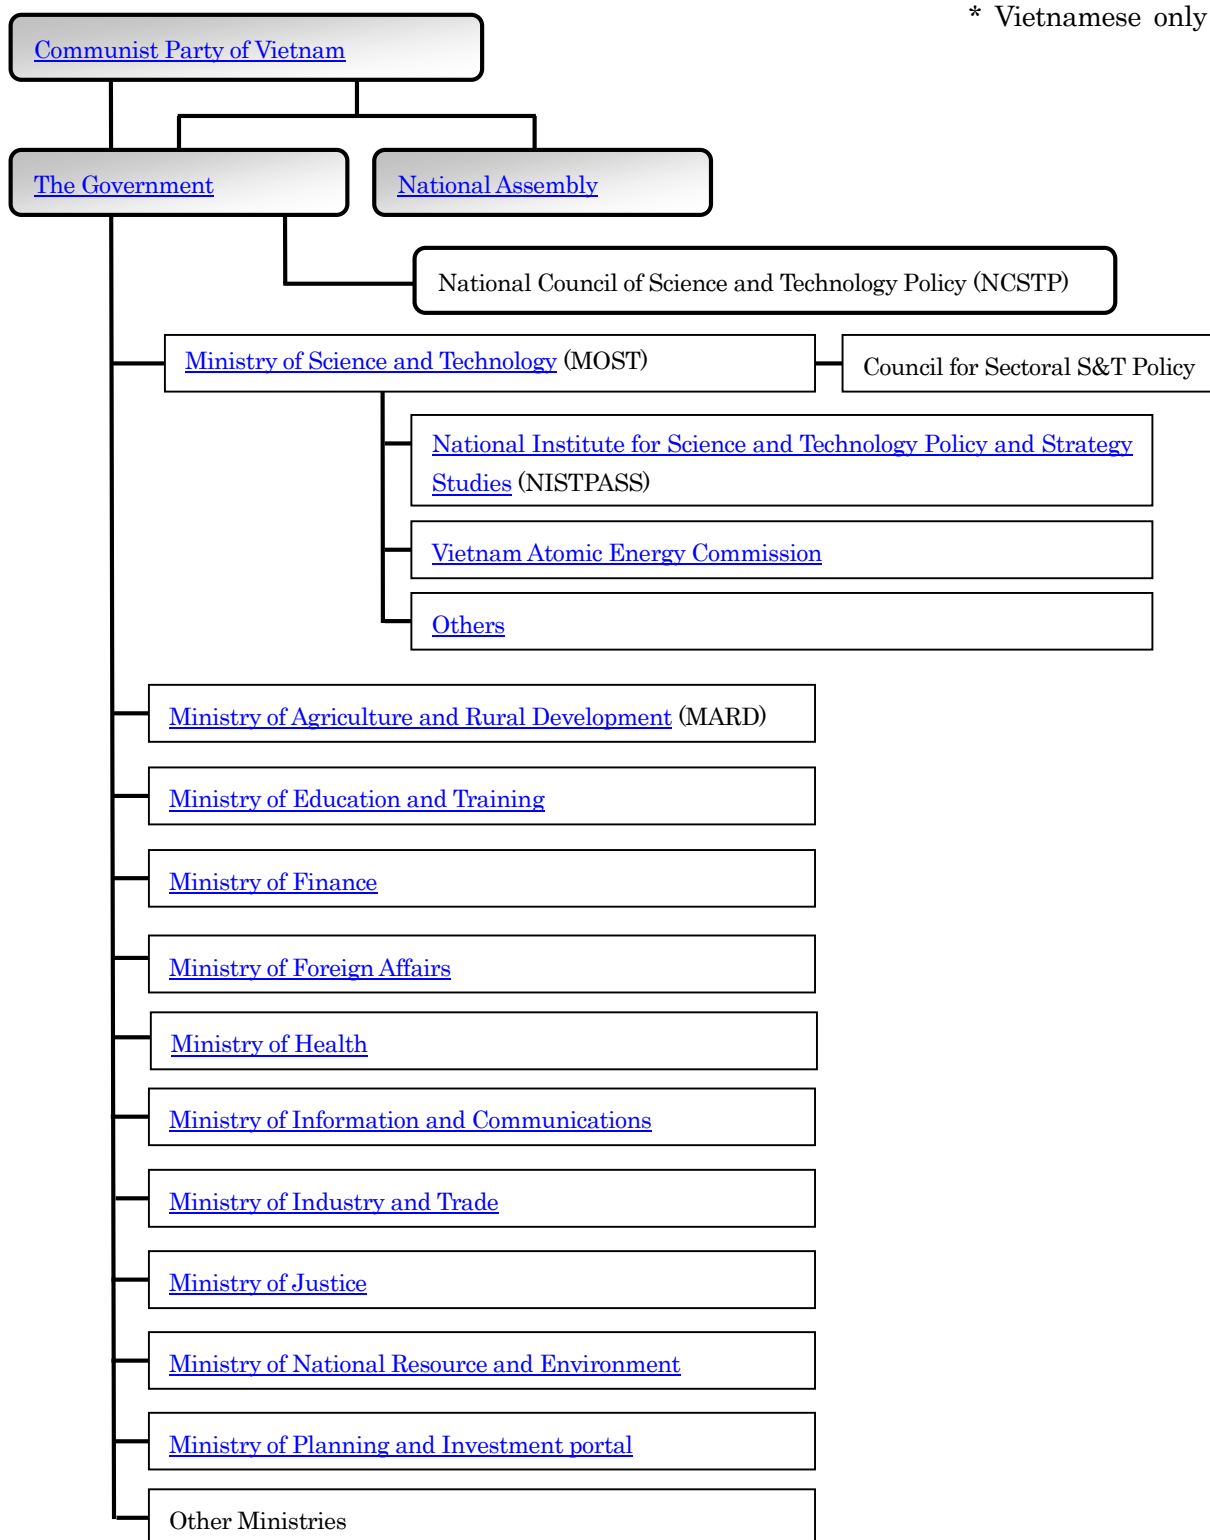 * Vietnamese only
Communist Party of Vietnam
The Government
National Assembly
National Council of Science and Technology Policy (NCSTP)
Ministry of Science and Technology (MOST)
Council for Sectoral S&T Policy
National Institute for Science and Technology Policy and Strategy
Studies (NISTPASS)
Vietnam Atomic Energy Commission
Others
Ministry of Agriculture and Rural Development (MARD)
Ministry of Education and Training
Ministry of Finance
Ministry of Foreign Affairs
Ministry of Health
Ministry of Information and Communications
Ministry of Industry and Trade
Ministry of Justice
Ministry of National Resource and Environment
Ministry of Planning and Investment portal
Other Ministries